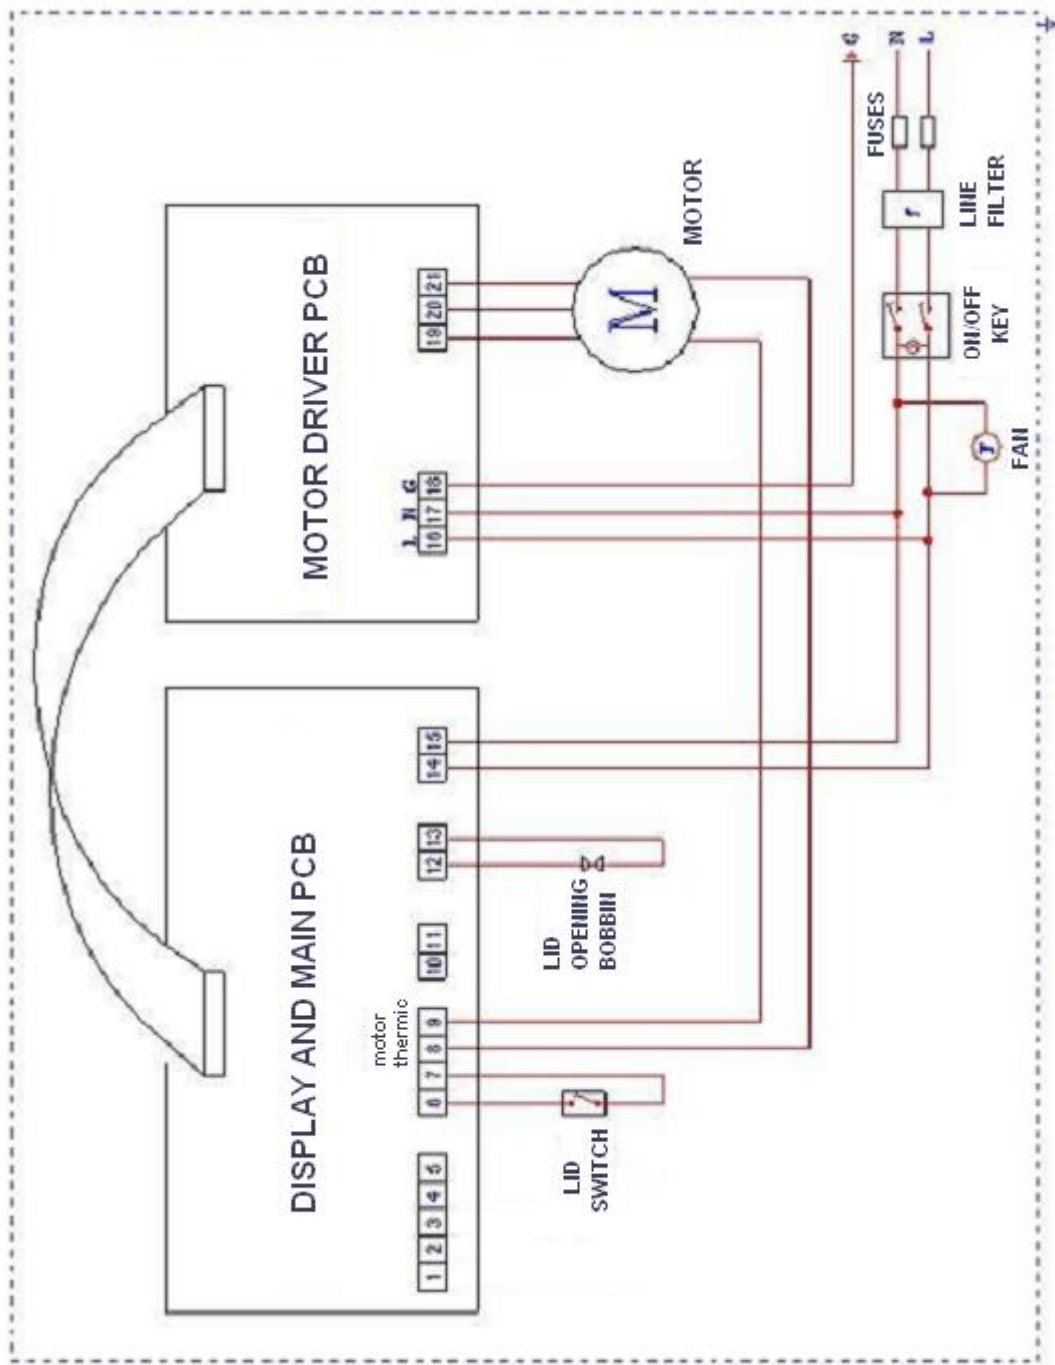 G
N
L
FUSES
LINE
FILTER
ON/OFF
KEY
FAN
MOTOR
M
MOTOR DRIVER PCB
19 20 21
L N G
16 17 18
DISPLAY AND MAIN PCB
motor
thermic
1 2 3 4 5
6 7 8 9
10 11
12 13
14 15
LID
OPENING
BOBBIN
LID
SWITCH